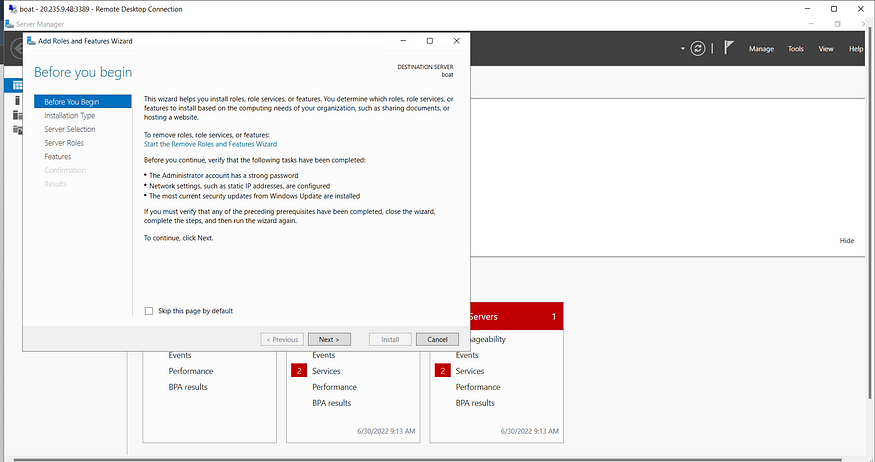 boat - 20.235.9.48:3389 - Remote Desktop Connection
Server Manager
Add Roles and Features Wizard
Manage Tools View Help
Before you begin
DESTINATION SERVER
boat
Before You Begin
Installation Type
Server Selection
Server Roles
Features
Confirmation
Results
This wizard helps you install roles, role services, or features. You determine which roles, role services, or
features to install based on the computing needs of your organization, such as sharing documents, or
hosting a website.
To remove roles, role services, or features:
Start the Remove Roles and Features Wizard
Before you continue, verify that the following tasks have been completed:
• The Administrator account has a strong password
• Network settings, such as static IP addresses, are configured
• The most current security updates from Windows Update are installed
If you must verify that any of the preceding prerequisites have been completed, close the wizard,
complete the steps, and then run the wizard again.
To continue, click Next.
Hide
Skip this page by default
< Previous Next > Install Cancel
Servers 1
nageability
Events Events Events
Performance 2 Services 2 Services
BPA results Performance Performance
BPA results BPA results
6/30/2022 9:13 AM 6/30/2022 9:13 AM